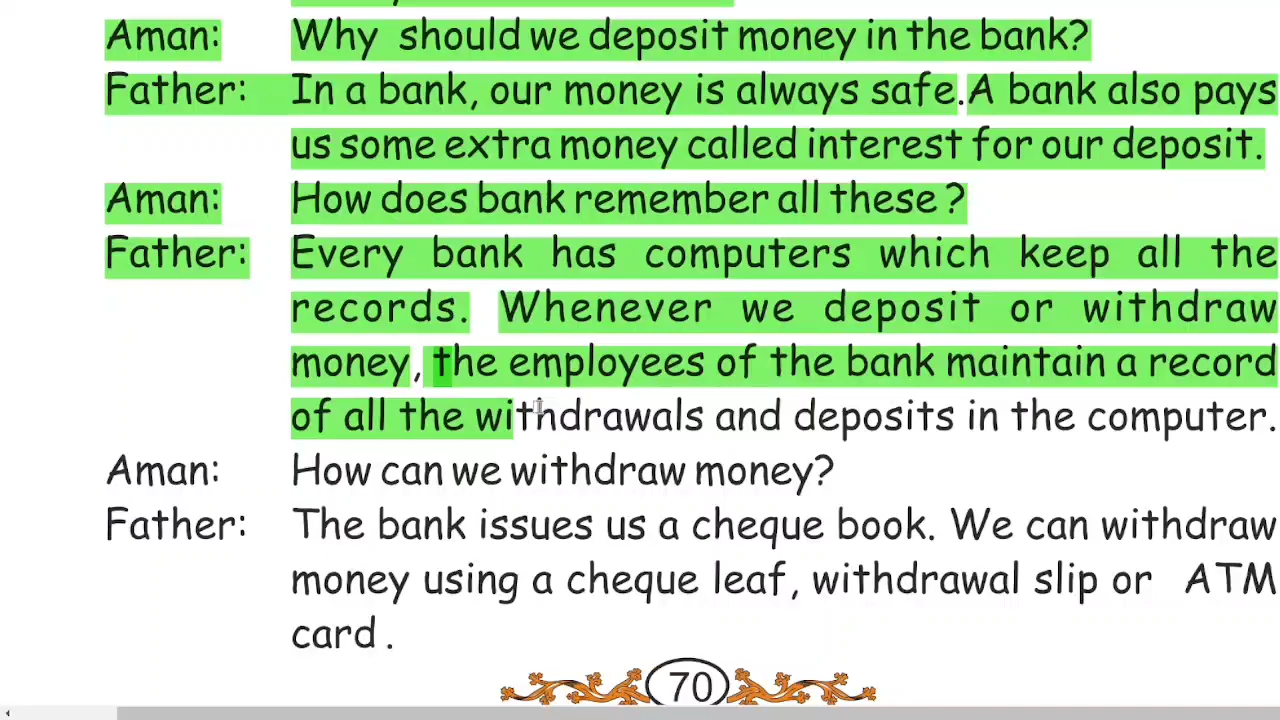 Aman: Why should we deposit money in the bank?
Father: In a bank, our money is always safe.A bank also pays
us some extra money called interest for our deposit.
Aman: How does bank remember all these ?
Father: Every bank has computers which keep all the
records. Whenever we deposit or withdraw
money, the employees of the bank maintain a record
of all the withdrawals and deposits in the computer.
Aman: How can we withdraw money?
Father: The bank issues us a cheque book. We can withdraw
money using a cheque leaf, withdrawal slip or ATM
card .
70